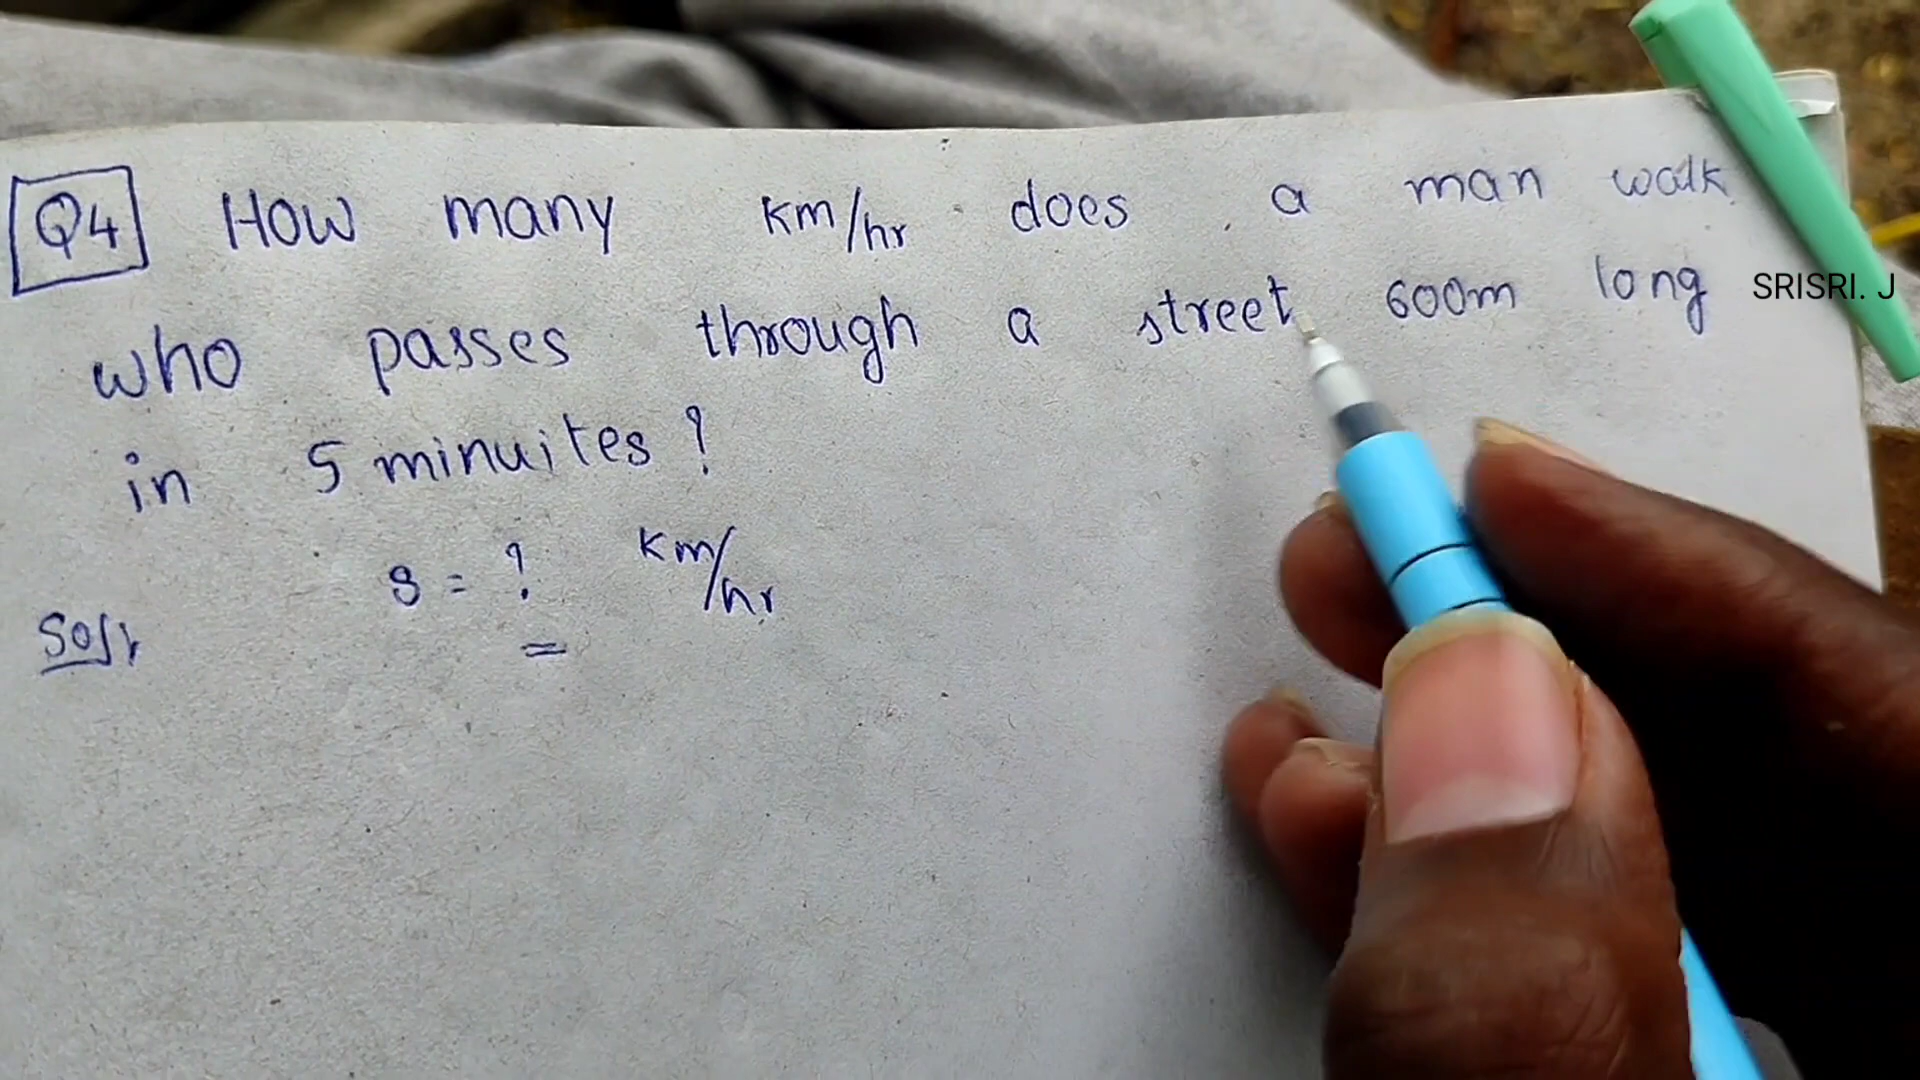 Q4 How many km/hr does a man walk
who passes through a street 600m long
SRISRI. J
in 5 minuites ?
s = ? km/hr
Soln